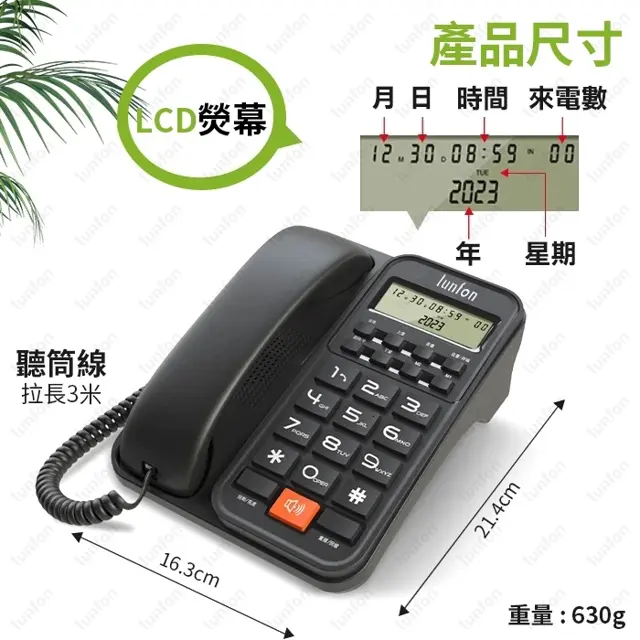 產品尺寸
LCD熒幕
月 日 時間 來電數
12 M 30 D 08:59 IN 00
TUE
2023
年 星期
lunfon
12.30.08:59 - 00
2023
聽筒線
拉長3米
1
2 ABC
3 DEF
4 GHI
5 JKL
6 MNO
7 PQRS
8 TUV
9 WXYZ
*
0 OPER
#
16.3cm
21.4cm
重量 : 630g